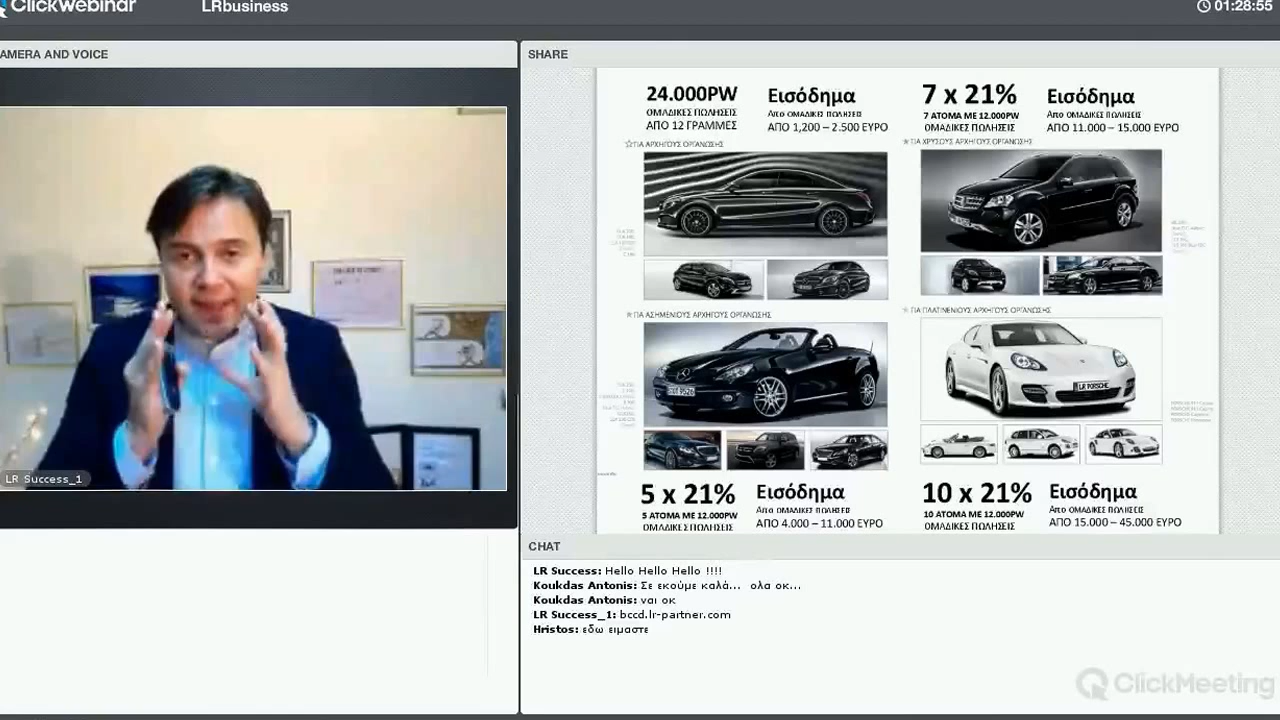 ClickWebinar
LRbusiness
01:28:55
AMERA AND VOICE
SHARE
24.000PW
ΟΜΑΔΙΚΕΣ ΠΩΛΗΣΕΙΣ
ΑΠΟ 12 ΓΡΑΜΜΕΣ
Εισόδημα
Απο ΟΜΑΔΙΚΕΣ ΠΩΛΗΣΕΙΣ
ΑΠΟ 1,200 – 2.500 ΕΥΡΟ
7 x 21%
7 ΑΤΟΜΑ ΜΕ 12.000PW
ΟΜΑΔΙΚΕΣ ΠΩΛΗΣΕΙΣ
Εισόδημα
Απο ΟΜΑΔΙΚΕΣ ΠΩΛΗΣΕΙΣ
ΑΠΟ 11.000 – 15.000 ΕΥΡΟ
ΓΙΑ ΑΡΧΗΓΟΥΣ ΟΡΓΑΝΩΣΗΣ
ΓΙΑ ΧΡΥΣΟΥΣ ΑΡΧΗΓΟΥΣ ΟΡΓΑΝΩΣΗΣ
ΓΙΑ ΑΣΗΜΕΝΙΟΥΣ ΑΡΧΗΓΟΥΣ ΟΡΓΑΝΩΣΗΣ
ΓΙΑ ΠΛΑΤΙΝΕΝΙΟΥΣ ΑΡΧΗΓΟΥΣ ΟΡΓΑΝΩΣΗΣ
LR PORSCHE
5 x 21%
5 ΑΤΟΜΑ ΜΕ 12.000PW
ΟΜΑΔΙΚΕΣ ΠΩΛΗΣΕΙΣ
Εισόδημα
Απο ΟΜΑΔΙΚΕΣ ΠΩΛΗΣΕΙΣ
ΑΠΟ 4.000 – 11.000 ΕΥΡΟ
10 x 21%
10 ΑΤΟΜΑ ΜΕ 12.000PW
ΟΜΑΔΙΚΕΣ ΠΩΛΗΣΕΙΣ
Εισόδημα
Απο ΟΜΑΔΙΚΕΣ ΠΩΛΗΣΕΙΣ
ΑΠΟ 15.000 – 45.000 ΕΥΡΟ
LR Success_1
CHAT
LR Success: Hello Hello Hello !!!!
Koukdas Antonis: Σε εκούμε καλά... ολα οκ...
Koukdas Antonis: ναι οκ
LR Success_1: bccd.lr-partner.com
Hristos: εδω ειμαστε
ClickMeeting